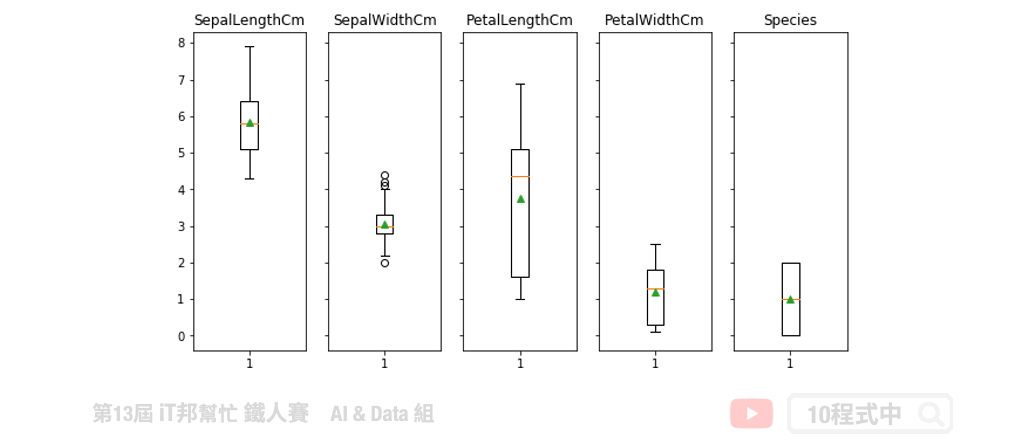 SepalLengthCm SepalWidthCm PetalLengthCm PetalWidthCm Species
8
7
6
5
4
3
2
1
0
1 1 1 1 1
第13屆 iT邦幫忙 鐵人賽 AI & Data 組
10程式中